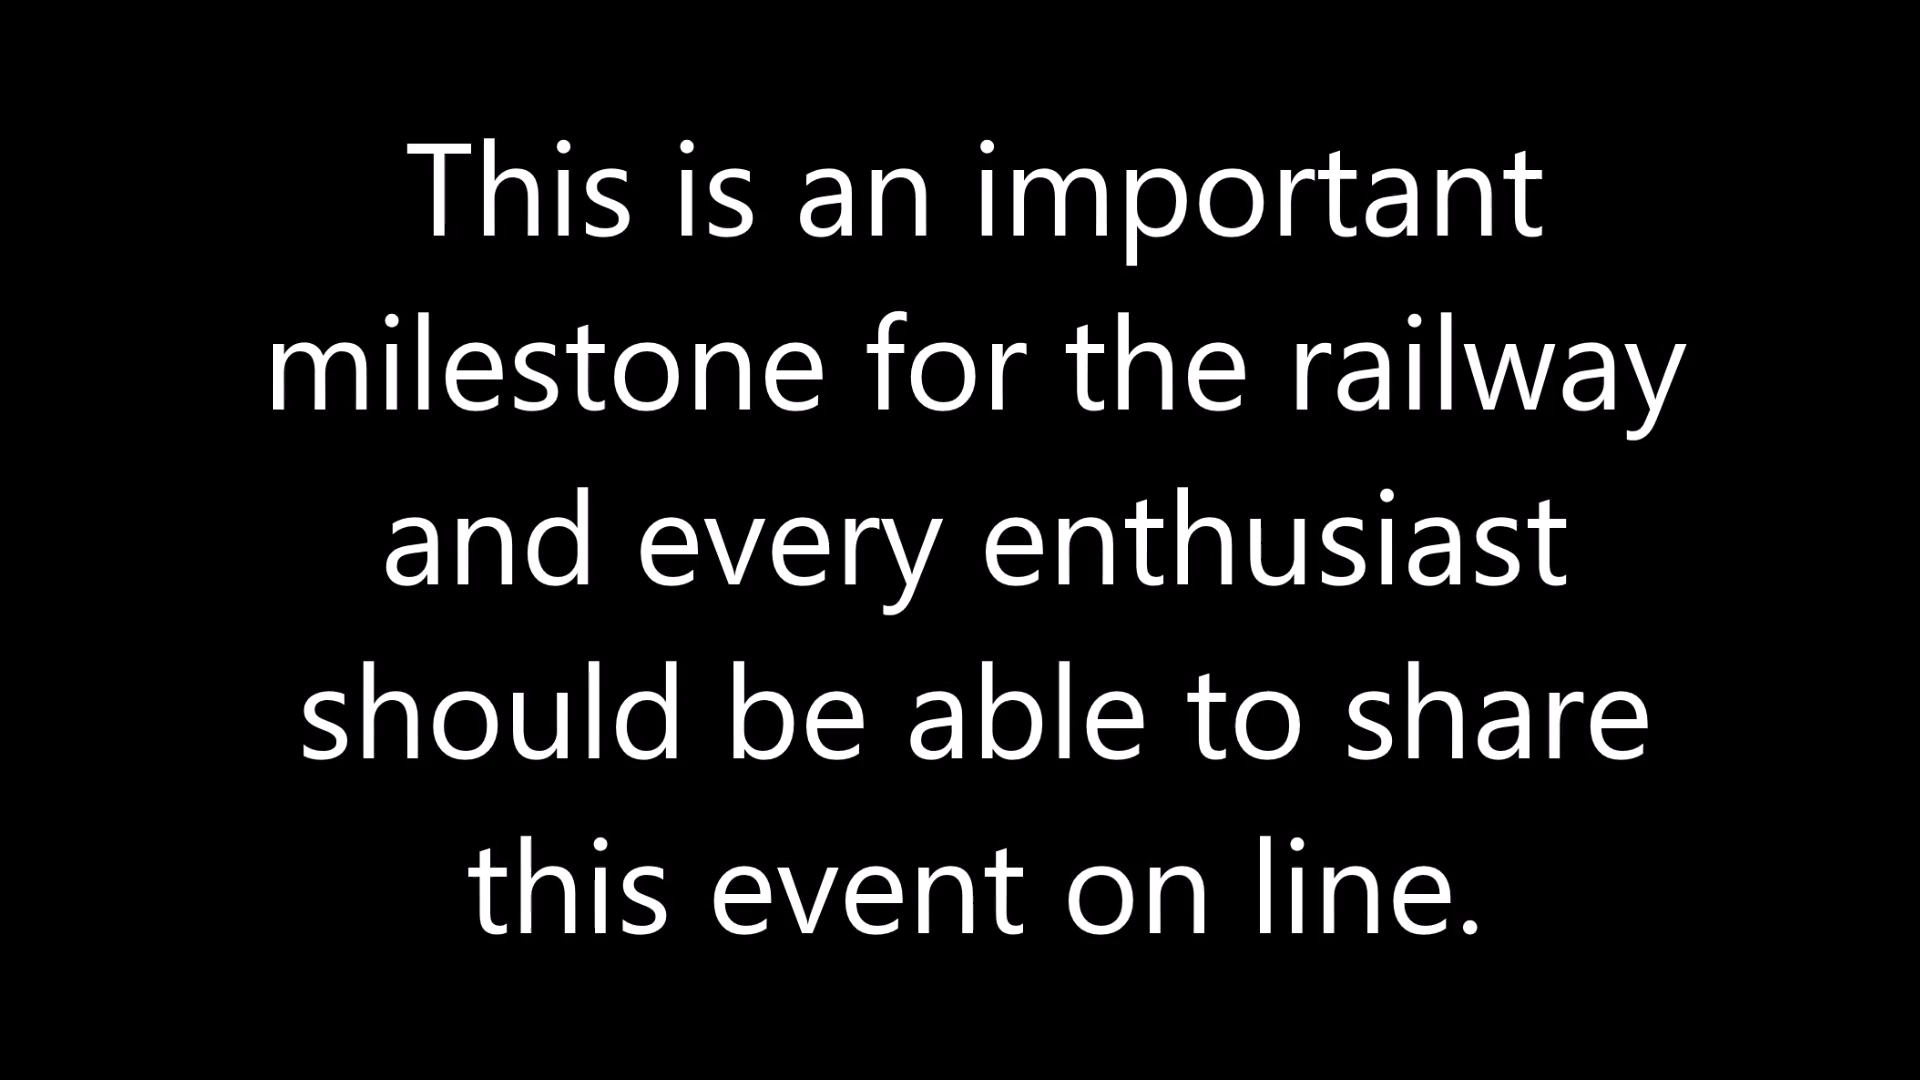 This is an important
milestone for the railway
and every enthusiast
should be able to share
this event on line.